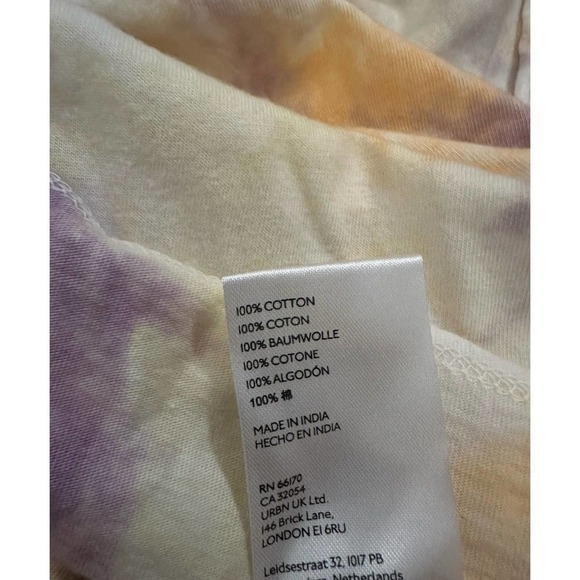 100% COTTON
100% COTON
100% BAUMWOLLE
100% COTONE
100% ALGODÓN
100% 棉
MADE IN INDIA
HECHO EN INDIA
RN 66170
CA 32054
URBN UK Ltd.
146 Brick Lane,
LONDON E1 6RU
Leidsestraat 32, 1017 PB
Netherlands